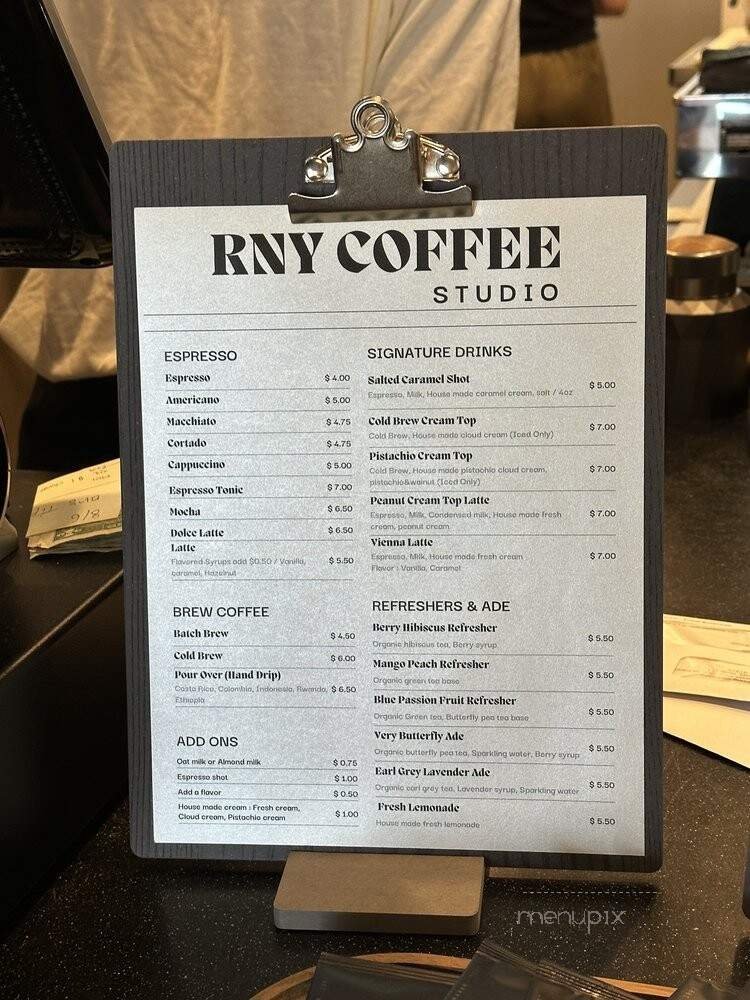 RNY COFFEE
STUDIO
ESPRESSO
Espresso $ 4.00
Americano $ 5.00
Macchiato $ 4.75
Cortado $ 4.75
Cappuccino $ 5.00
Espresso Tonic $ 7.00
Mocha $ 6.50
Dolce Latte $ 6.50
Latte
Flavored Syrups add $0.50 / Vanilla, $ 5.50
caramel, Hazelnut
BREW COFFEE
Batch Brew $ 4.50
Cold Brew $ 6.00
Pour Over (Hand Drip)
Costa Rica, Colombia, Indonesia, Rwanda, $ 6.50
Ethiopia
ADD ONS
Oat milk or Almond milk $ 0.75
Espresso shot $ 1.00
Add a flavor $ 0.50
House made cream : Fresh cream,
Cloud cream, Pistachio cream $ 1.00
SIGNATURE DRINKS
Salted Caramel Shot
Espresso, Milk, House made caramel cream, salt / 4oz $ 5.00
Cold Brew Cream Top
Cold Brew, House made cloud cream (Iced Only) $ 7.00
Pistachio Cream Top
Cold Brew, House made pistachio cloud cream, $ 7.00
pistachio&walnut (Iced Only)
Peanut Cream Top Latte
Espresso, Milk, Condensed milk, House made fresh $ 7.00
cream, peanut cream
Vienna Latte
Espresso, Milk, House made fresh cream $ 7.00
Flavor : Vanilla, Caramel
REFRESHERS & ADE
Berry Hibiscus Refresher
Organic hibiscus tea, Berry syrup $ 5.50
Mango Peach Refresher
Organic green tea base $ 5.50
Blue Passion Fruit Refresher
Organic Green tea, Butterfly pea tea base $ 5.50
Very Butterfly Ade
Organic butterfly pea tea, Sparkling water, Berry syrup $ 5.50
Earl Grey Lavender Ade
Organic earl grey tea, Lavender syrup, Sparkling water $ 5.50
Fresh Lemonade
House made fresh lemonade $ 5.50
menupix